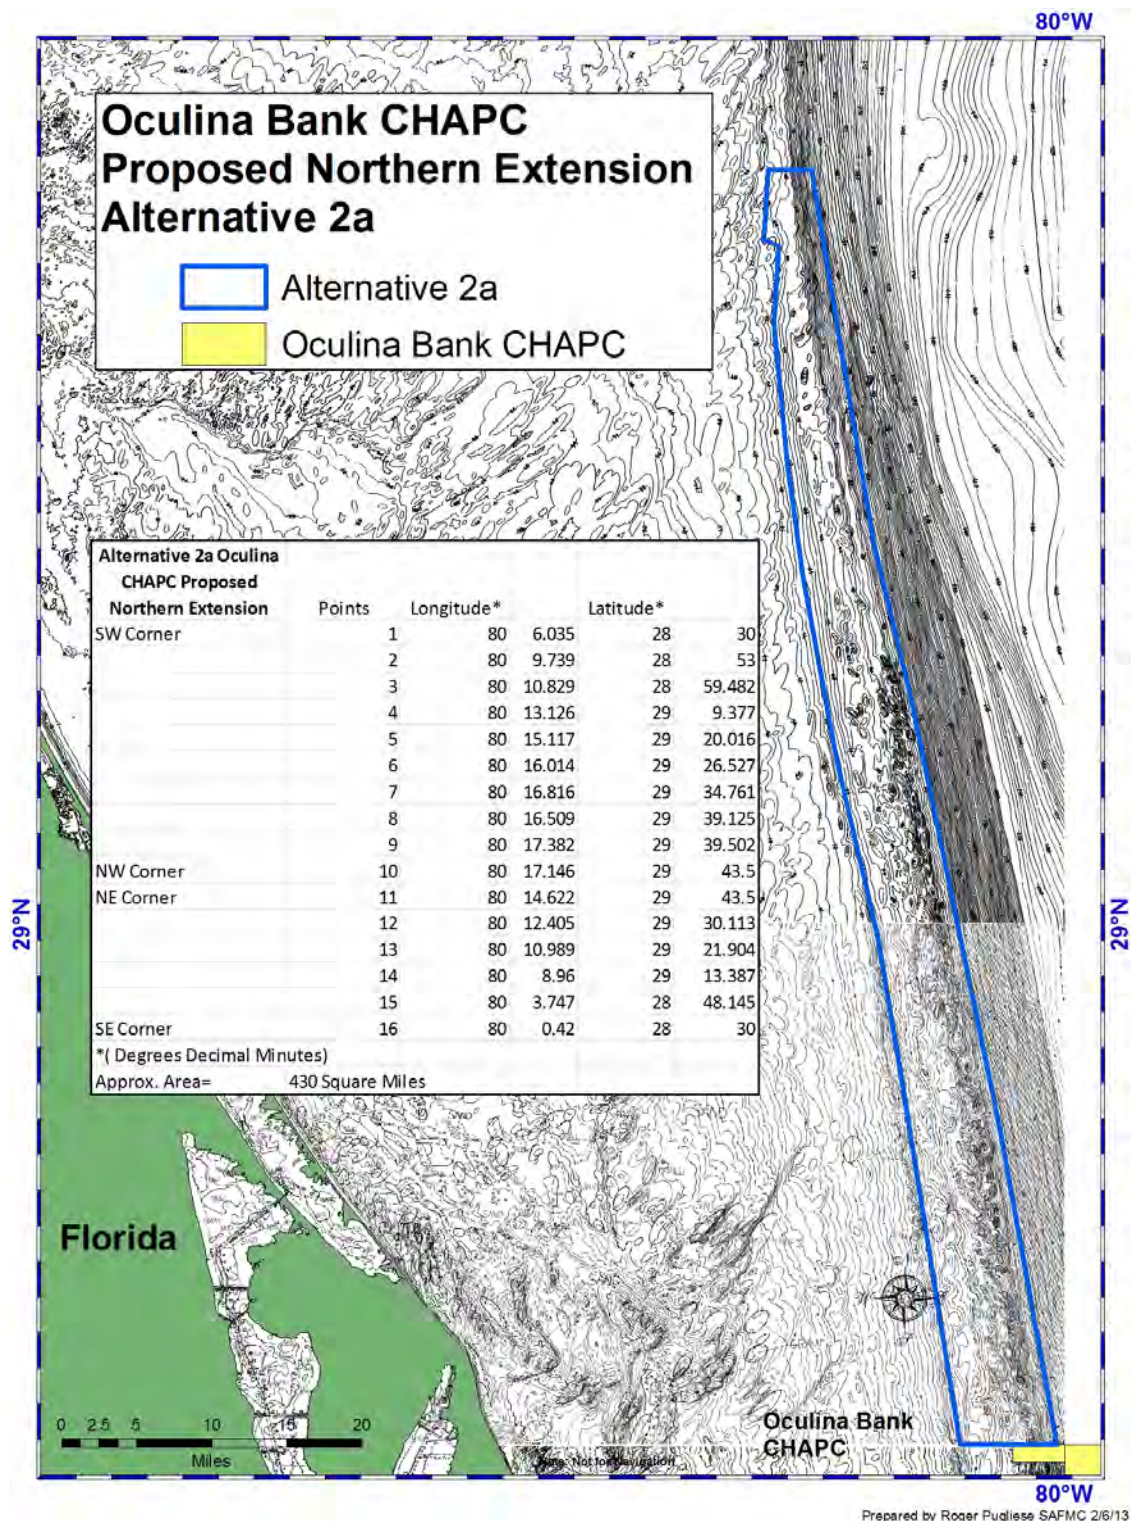 80°W
Oculina Bank CHAPC
Proposed Northern Extension
Alternative 2a
Alternative 2a
Oculina Bank CHAPC
Alternative 2a Oculina
CHAPC Proposed
Northern Extension Points Longitude* Latitude*
SW Corner 1 80 6.035 28 30
2 80 9.739 28 53
3 80 10.829 28 59.482
4 80 13.126 29 9.377
5 80 15.117 29 20.016
6 80 16.014 29 26.527
7 80 16.816 29 34.761
8 80 16.509 29 39.125
9 80 17.382 29 39.502
NW Corner 10 80 17.146 29 43.5
NE Corner 11 80 14.622 29 43.5
12 80 12.405 29 30.113
13 80 10.989 29 21.904
14 80 8.96 29 13.387
15 80 3.747 28 48.145
SE Corner 16 80 0.42 28 30
*( Degrees Decimal Minutes)
Approx. Area= 430 Square Miles
29°N
29°N
Florida
0 2.5 5 10 15 20
Miles
Oculina Bank
CHAPC
Note: Not for Navigation
80°W
Prepared by Roger Pugliese SAFMC 2/6/13